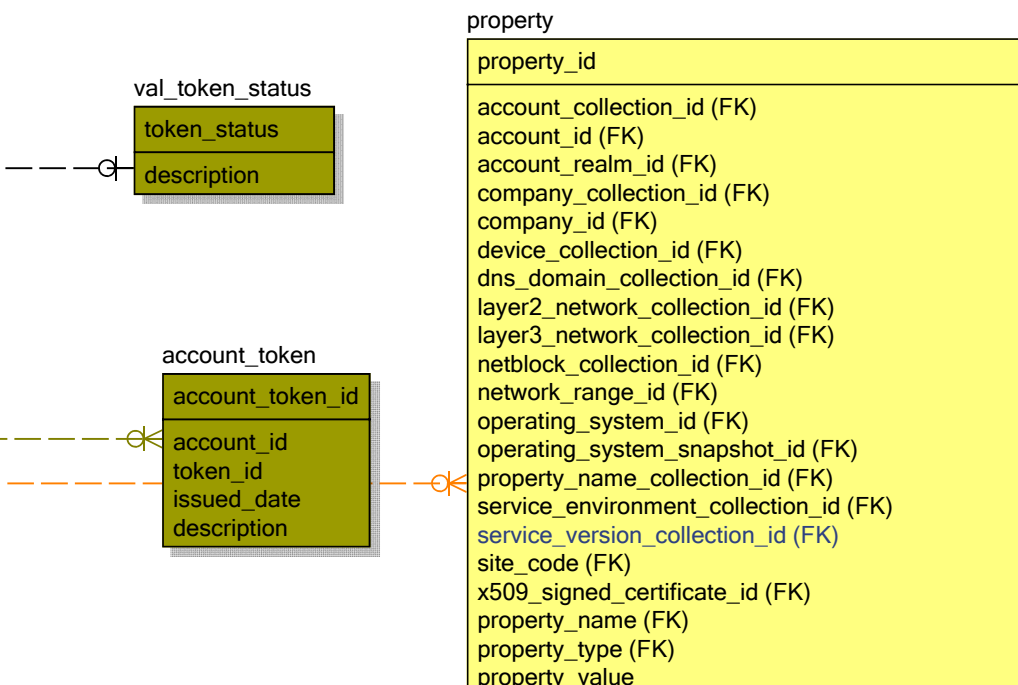 val_token_status
token_status
description
account_token
account_token_id
account_id
token_id
issued_date
description
property
property_id
account_collection_id (FK)
account_id (FK)
account_realm_id (FK)
company_collection_id (FK)
company_id (FK)
device_collection_id (FK)
dns_domain_collection_id (FK)
layer2_network_collection_id (FK)
layer3_network_collection_id (FK)
netblock_collection_id (FK)
network_range_id (FK)
operating_system_id (FK)
operating_system_snapshot_id (FK)
property_name_collection_id (FK)
service_environment_collection_id (FK)
service_version_collection_id (FK)
site_code (FK)
x509_signed_certificate_id (FK)
property_name (FK)
property_type (FK)
property_value